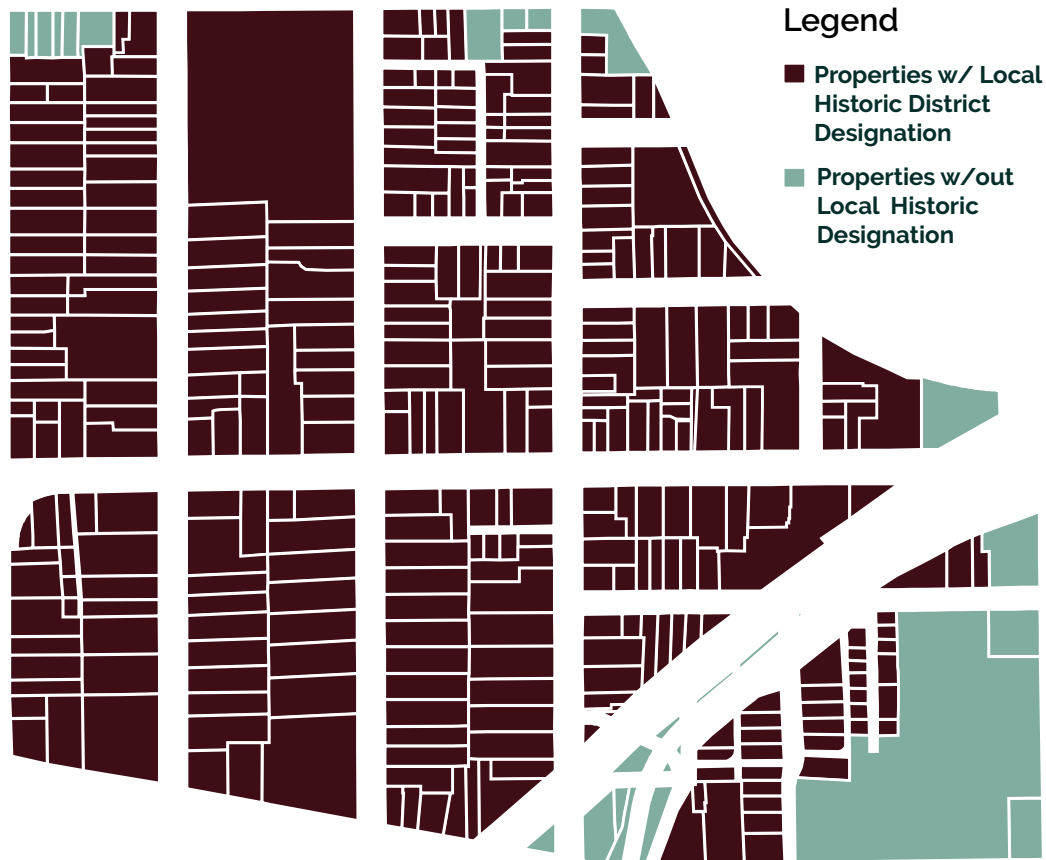 Legend
Properties w/ Local
Historic District
Designation
Properties w/out
Local Historic
Designation